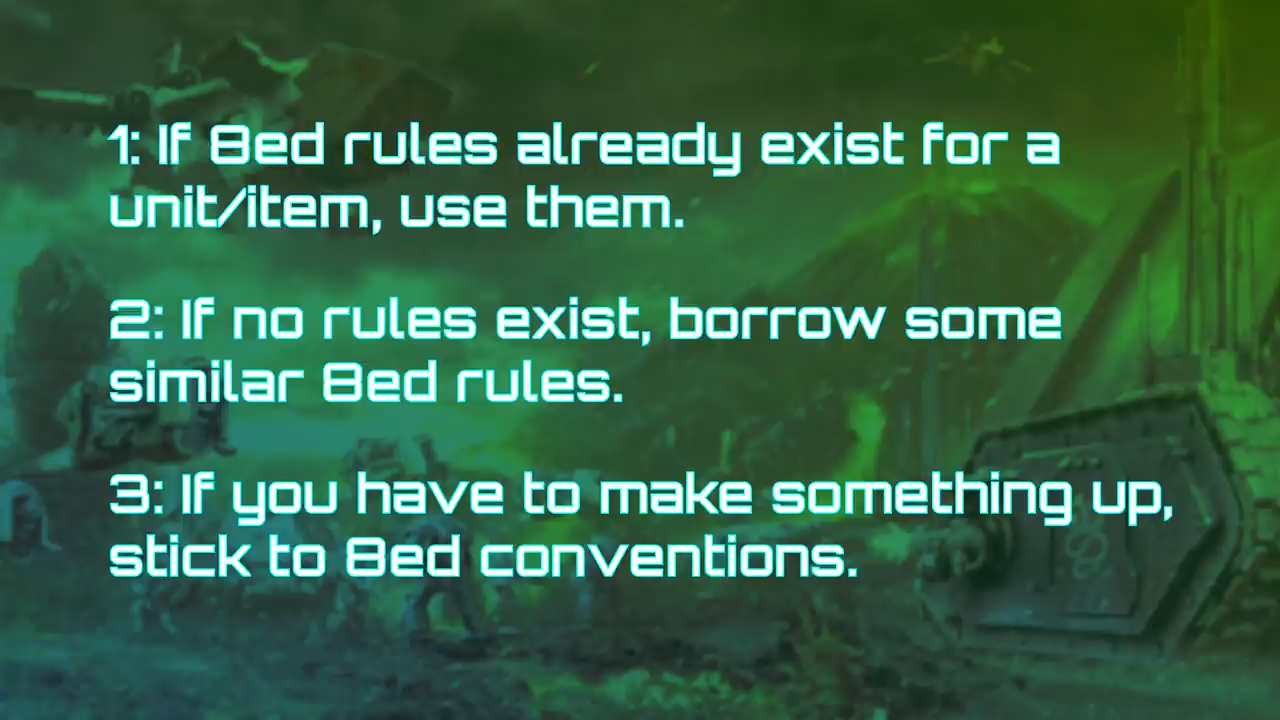 1: If 8ed rules already exist for a
unit/item, use them.
2: If no rules exist, borrow some
similar 8ed rules.
3: If you have to make something up,
stick to 8ed conventions.